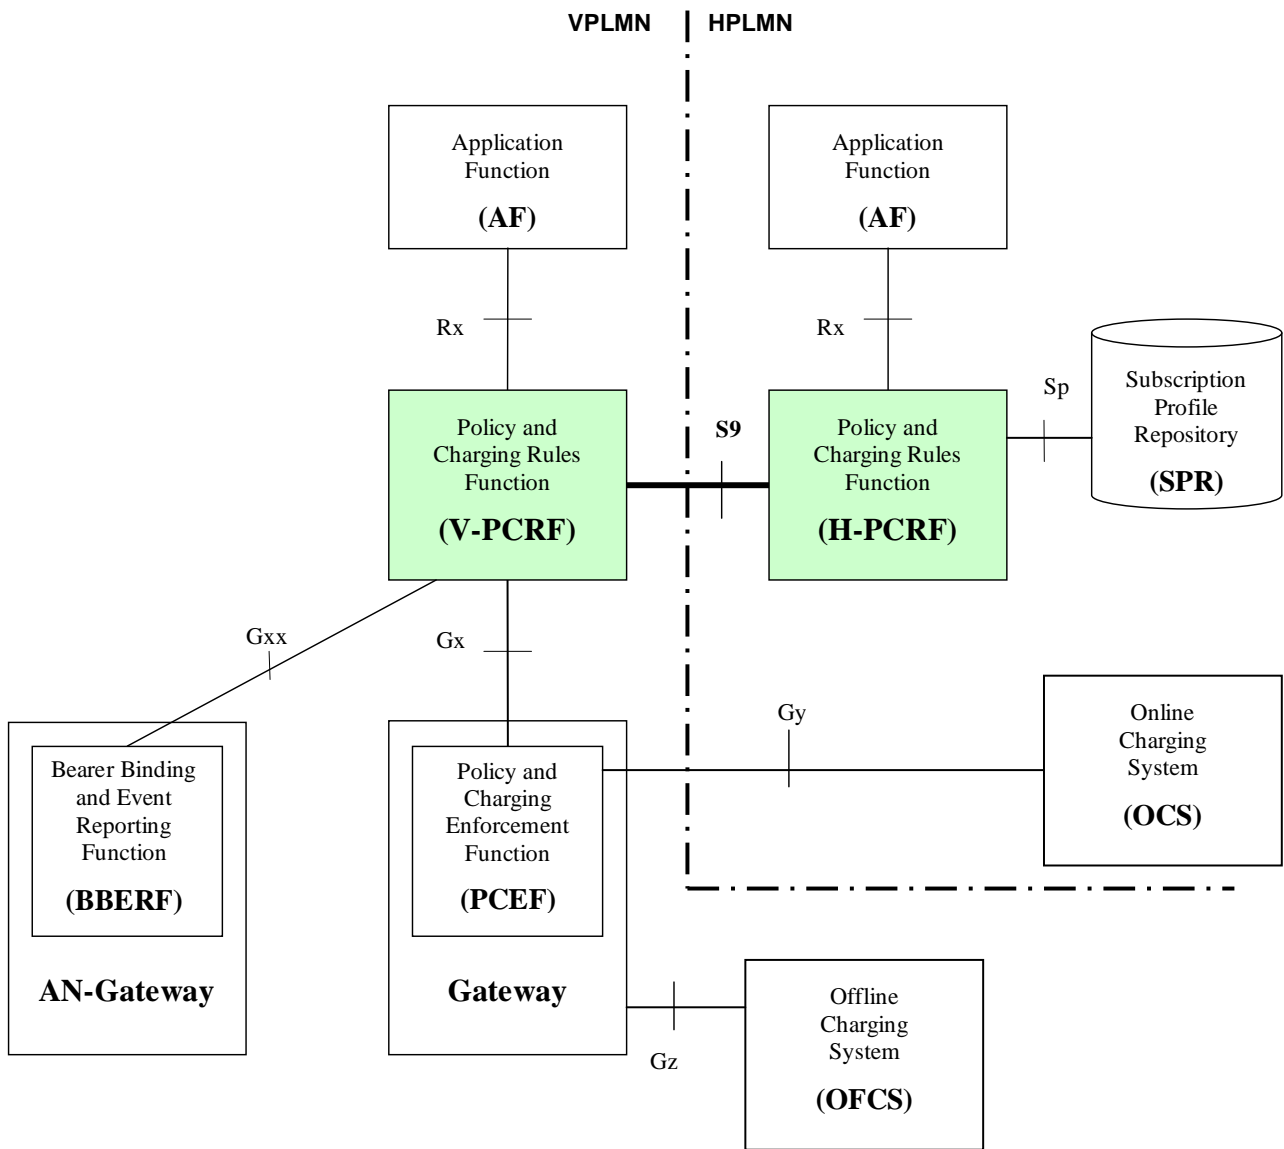 VPLMN
HPLMN
Application
Function
(AF)
Application
Function
(AF)
Rx
Rx
Sp
Subscription
Profile
Repository
(SPR)
Policy and
Charging Rules
Function
(V-PCRF)
S9
Policy and
Charging Rules
Function
(H-PCRF)
Gxx
Gx
Gy
Online
Charging
System
(OCS)
Bearer Binding
and Event
Reporting
Function
(BBERF)
AN-Gateway
Policy and
Charging
Enforcement
Function
(PCEF)
Gateway
Gz
Offline
Charging
System
(OFCS)